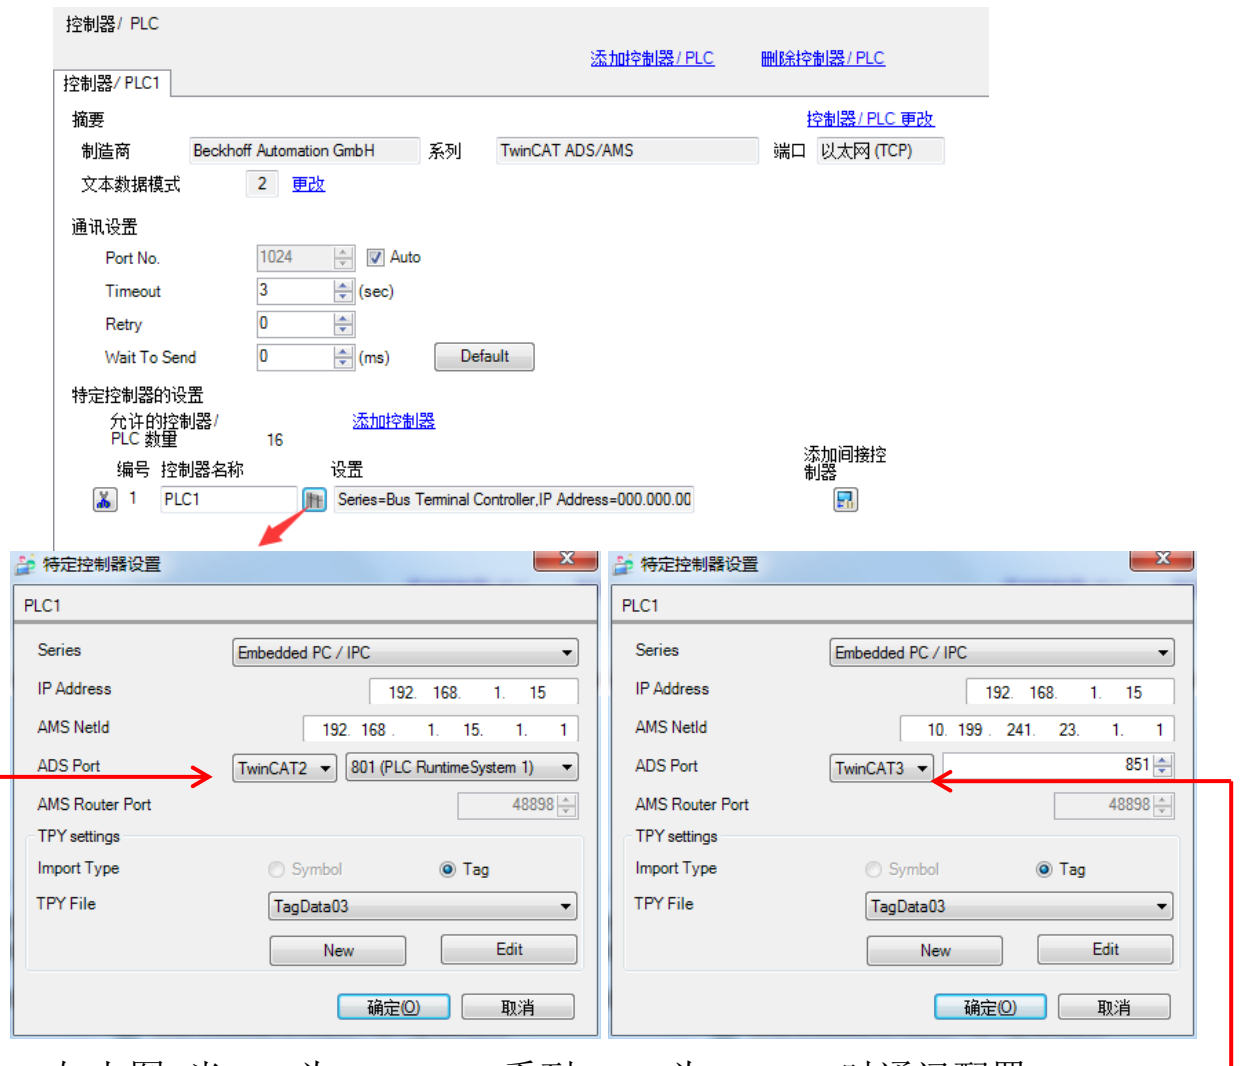 控制器/ PLC
添加控制器/ PLC 删除控制器/ PLC
控制器/ PLC1
摘要 控制器/ PLC 更改
制造商 Beckhoff Automation GmbH 系列 TwinCAT ADS/AMS 端口 以太网 (TCP)
文本数据模式 2 更改
通讯设置
Port No. 1024 Auto
Timeout 3 (sec)
Retry 0
Wait To Send 0 (ms) Default
特定控制器的设置
允许的控制器/
PLC 数量 16 添加控制器
编号 控制器名称 设置 添加间接控
制器
1 PLC1 Series=Bus Terminal Controller,IP Address=000.000.00
特定控制器设置
PLC1
Series Embedded PC / IPC
IP Address 192. 168. 1. 15
AMS NetId 192. 168 . 1. 15. 1. 1
ADS Port TwinCAT2 801 (PLC RuntimeSystem 1)
AMS Router Port 48898
TPY settings
Import Type Symbol Tag
TPY File TagData03
New Edit
确定(O) 取消
特定控制器设置
PLC1
Series Embedded PC / IPC
IP Address 192. 168. 1. 15
AMS NetId 10. 199 . 241. 23. 1. 1
ADS Port TwinCAT3 851
AMS Router Port 48898
TPY settings
Import Type Symbol Tag
TPY File TagData03
New Edit
确定(O) 取消